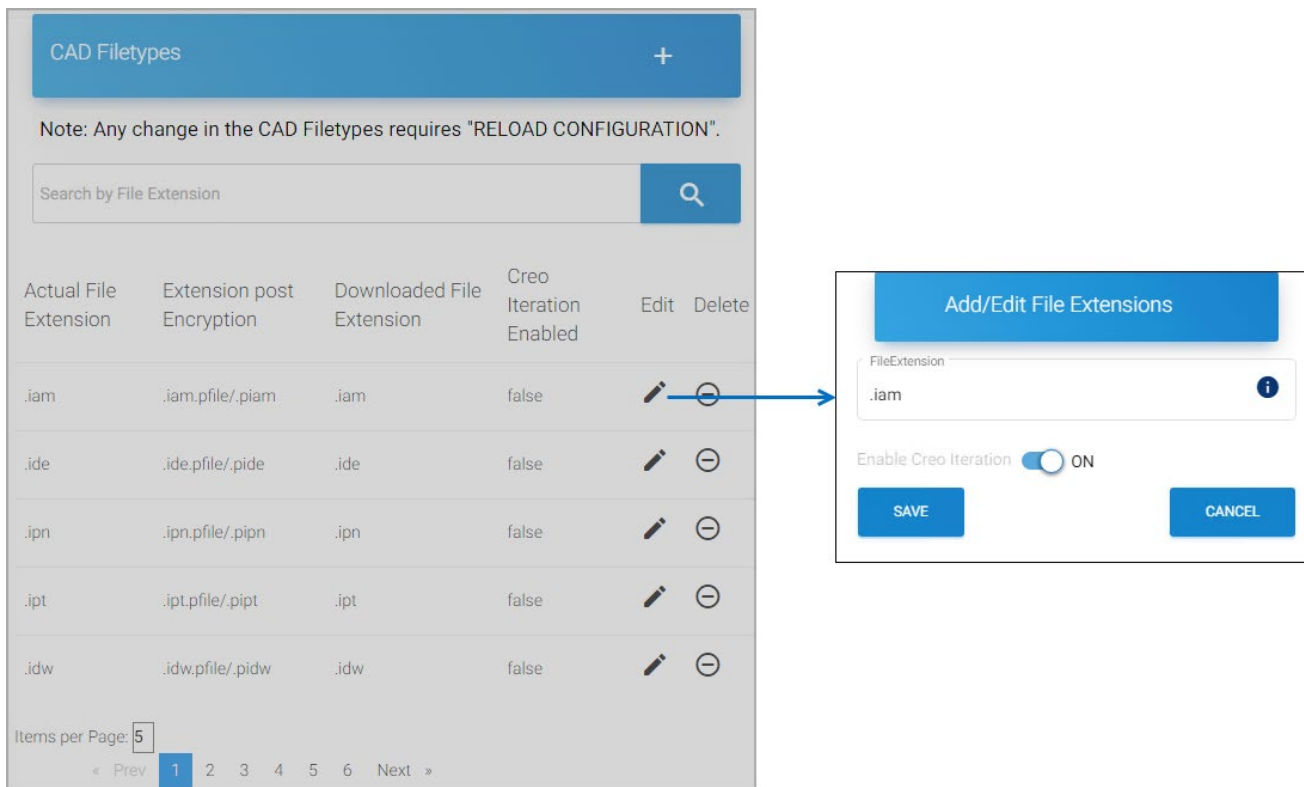 CAD Filetypes +
Note: Any change in the CAD Filetypes requires "RELOAD CONFIGURATION".
Search by File Extension
Actual File Extension Extension post Encryption Downloaded File Extension Creo Iteration Enabled Edit Delete
.iam .iam.pfile/.piam .iam false
.ide .ide.pfile/.pide .ide false
.ipn .ipn.pfile/.pipn .ipn false
.ipt .ipt.pfile/.pipt .ipt false
.idw .idw.pfile/.pidw .idw false
Items per Page: 5
« Prev 1 2 3 4 5 6 Next »
Add/Edit File Extensions
FileExtension
.iam
Enable Creo Iteration ON
SAVE CANCEL